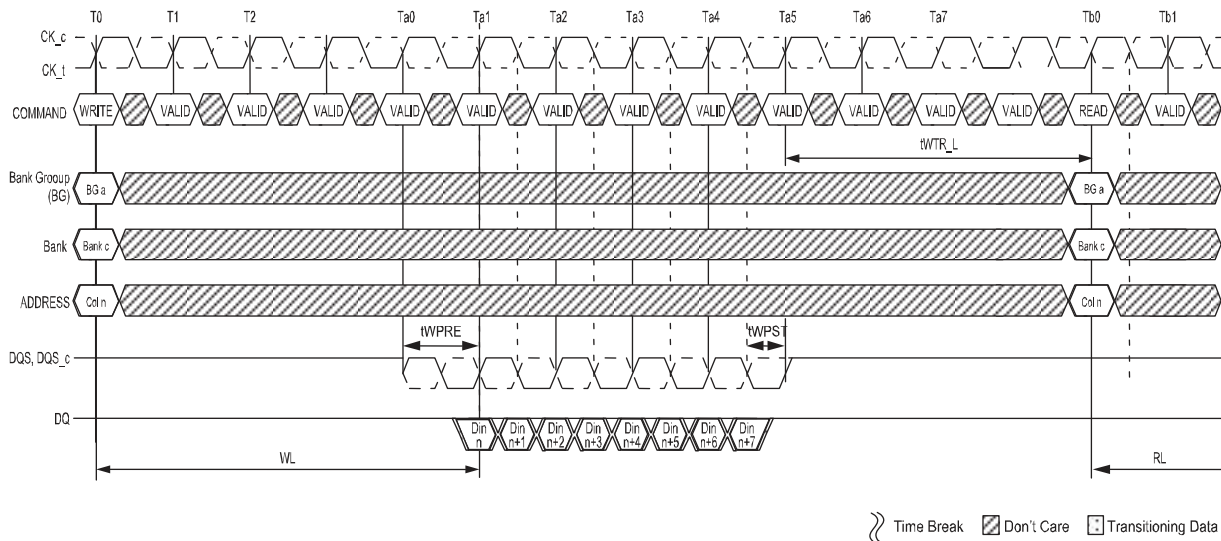 T0 T1 T2 Ta0 Ta1 Ta2 Ta3 Ta4 Ta5 Ta6 Ta7 Tb0 Tb1
CK_c
CK_t
COMMAND WRITE VALID VALID VALID VALID VALID VALID VALID VALID VALID VALID VALID VALID READ VALID
tWTR_L
Bank Grooup
(BG)
BG a BG a
Bank Bank c Bank c
ADDRESS Col n Col n
tWPRE tWPST
DQS, DQS_c
DQ
Din
n
Din
n+1
Din
n+2
Din
n+3
Din
n+4
Din
n+5
Din
n+6
Din
n+7
WL RL
Time Break Don't Care Transitioning Data